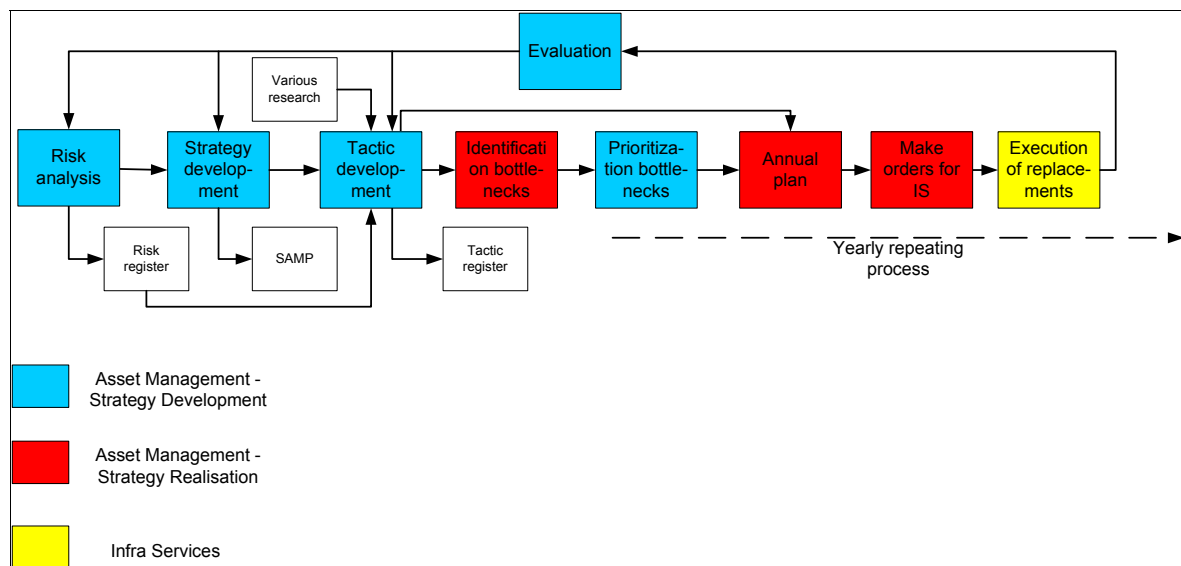 Evaluation
Various
research
Risk
analysis
Strategy
develop-
ment
Tactic
develop-
ment
Identificati
on bottle-
necks
Prioritiza-
tion bottle-
necks
Annual
plan
Make
orders for
IS
Execution
of replace-
ments
Risk
register
SAMP
Tactic
register
Yearly repeating
process
Asset Management -
Strategy Development
Asset Management -
Strategy Realisation
Infra Services